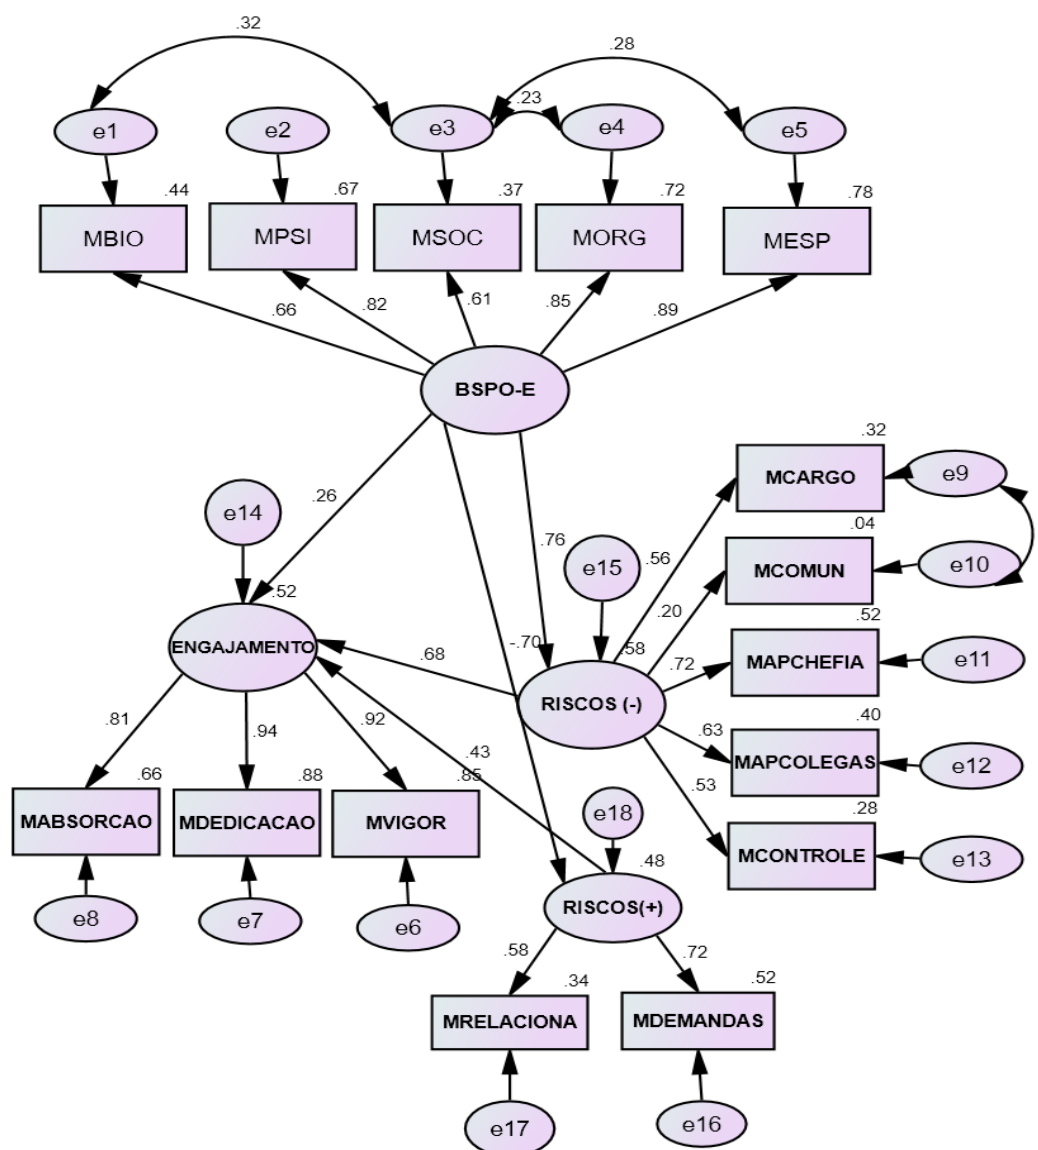 .32
.28
.23
e1
e2
e3
e4
e5
.44
.67
.37
.72
.78
MBIO
MPSI
MSOC
MORG
MESP
.66
.82
.61
.85
.89
BSPO-E
.32
MCARGO
e9
.26
e14
.76
e15
.56
.04
MCOMUN
e10
.52
.20
ENGAJAMENTO
-.70
.58
.52
.68
.72
MAPCHEFIA
e11
RISCOS (-)
.81
.94
.92
.63
.40
MAPCOLEGAS
e12
.43
.53
.66
.88
.85
MABSORCAO
MDEDICACAO
MVIGOR
e18
.28
MCONTROLE
e13
.48
e8
e7
e6
RISCOS(+)
.58
.72
.34
.52
MRELACIONA
MDEMANDAS
e17
e16